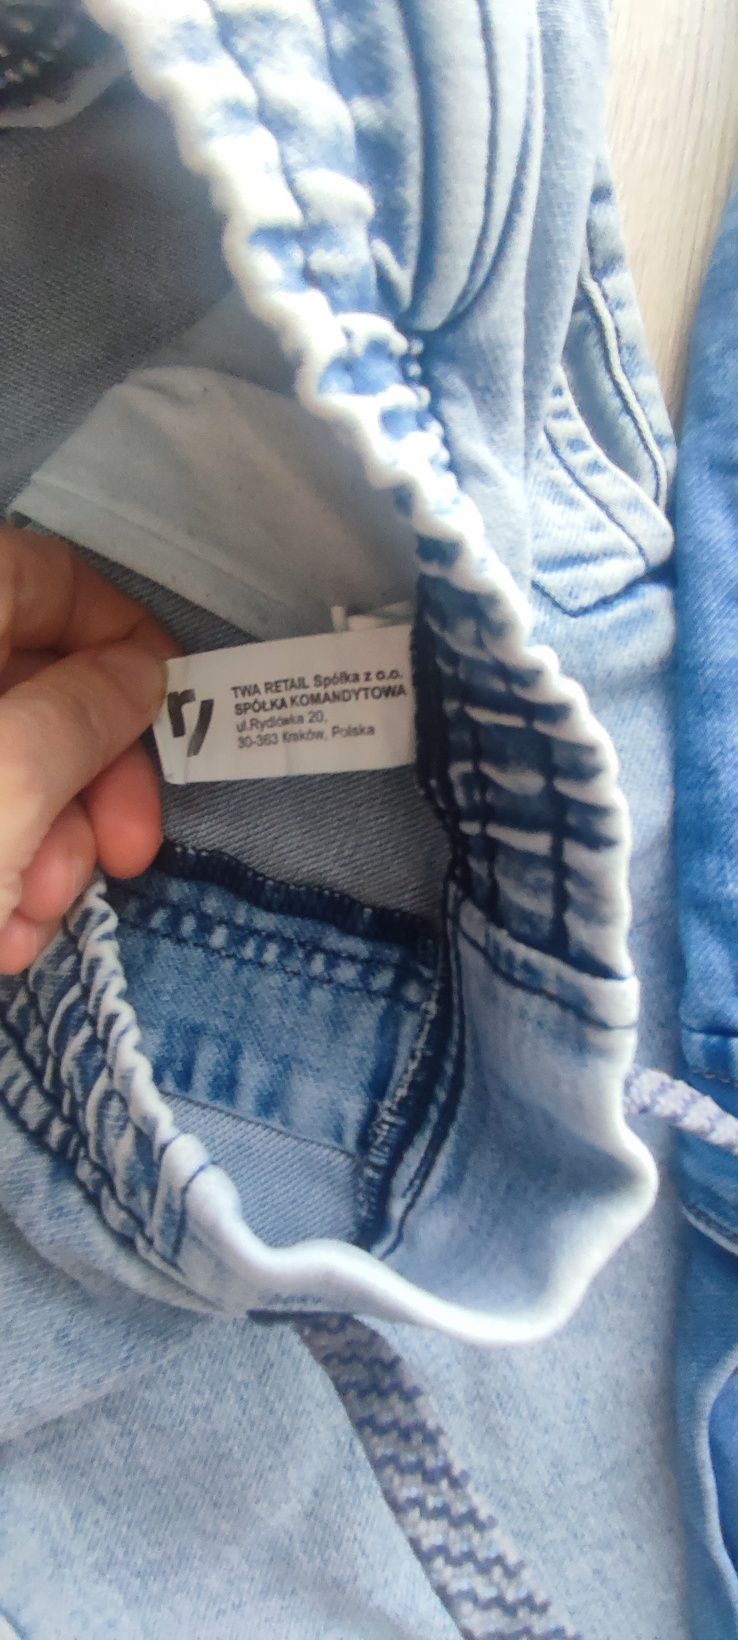 r/
TWA RETAIL Spółka z o.o.
SPÓŁKA KOMANDYTOWA
ul.Rydlówka 20,
30-363 Kraków, Polska